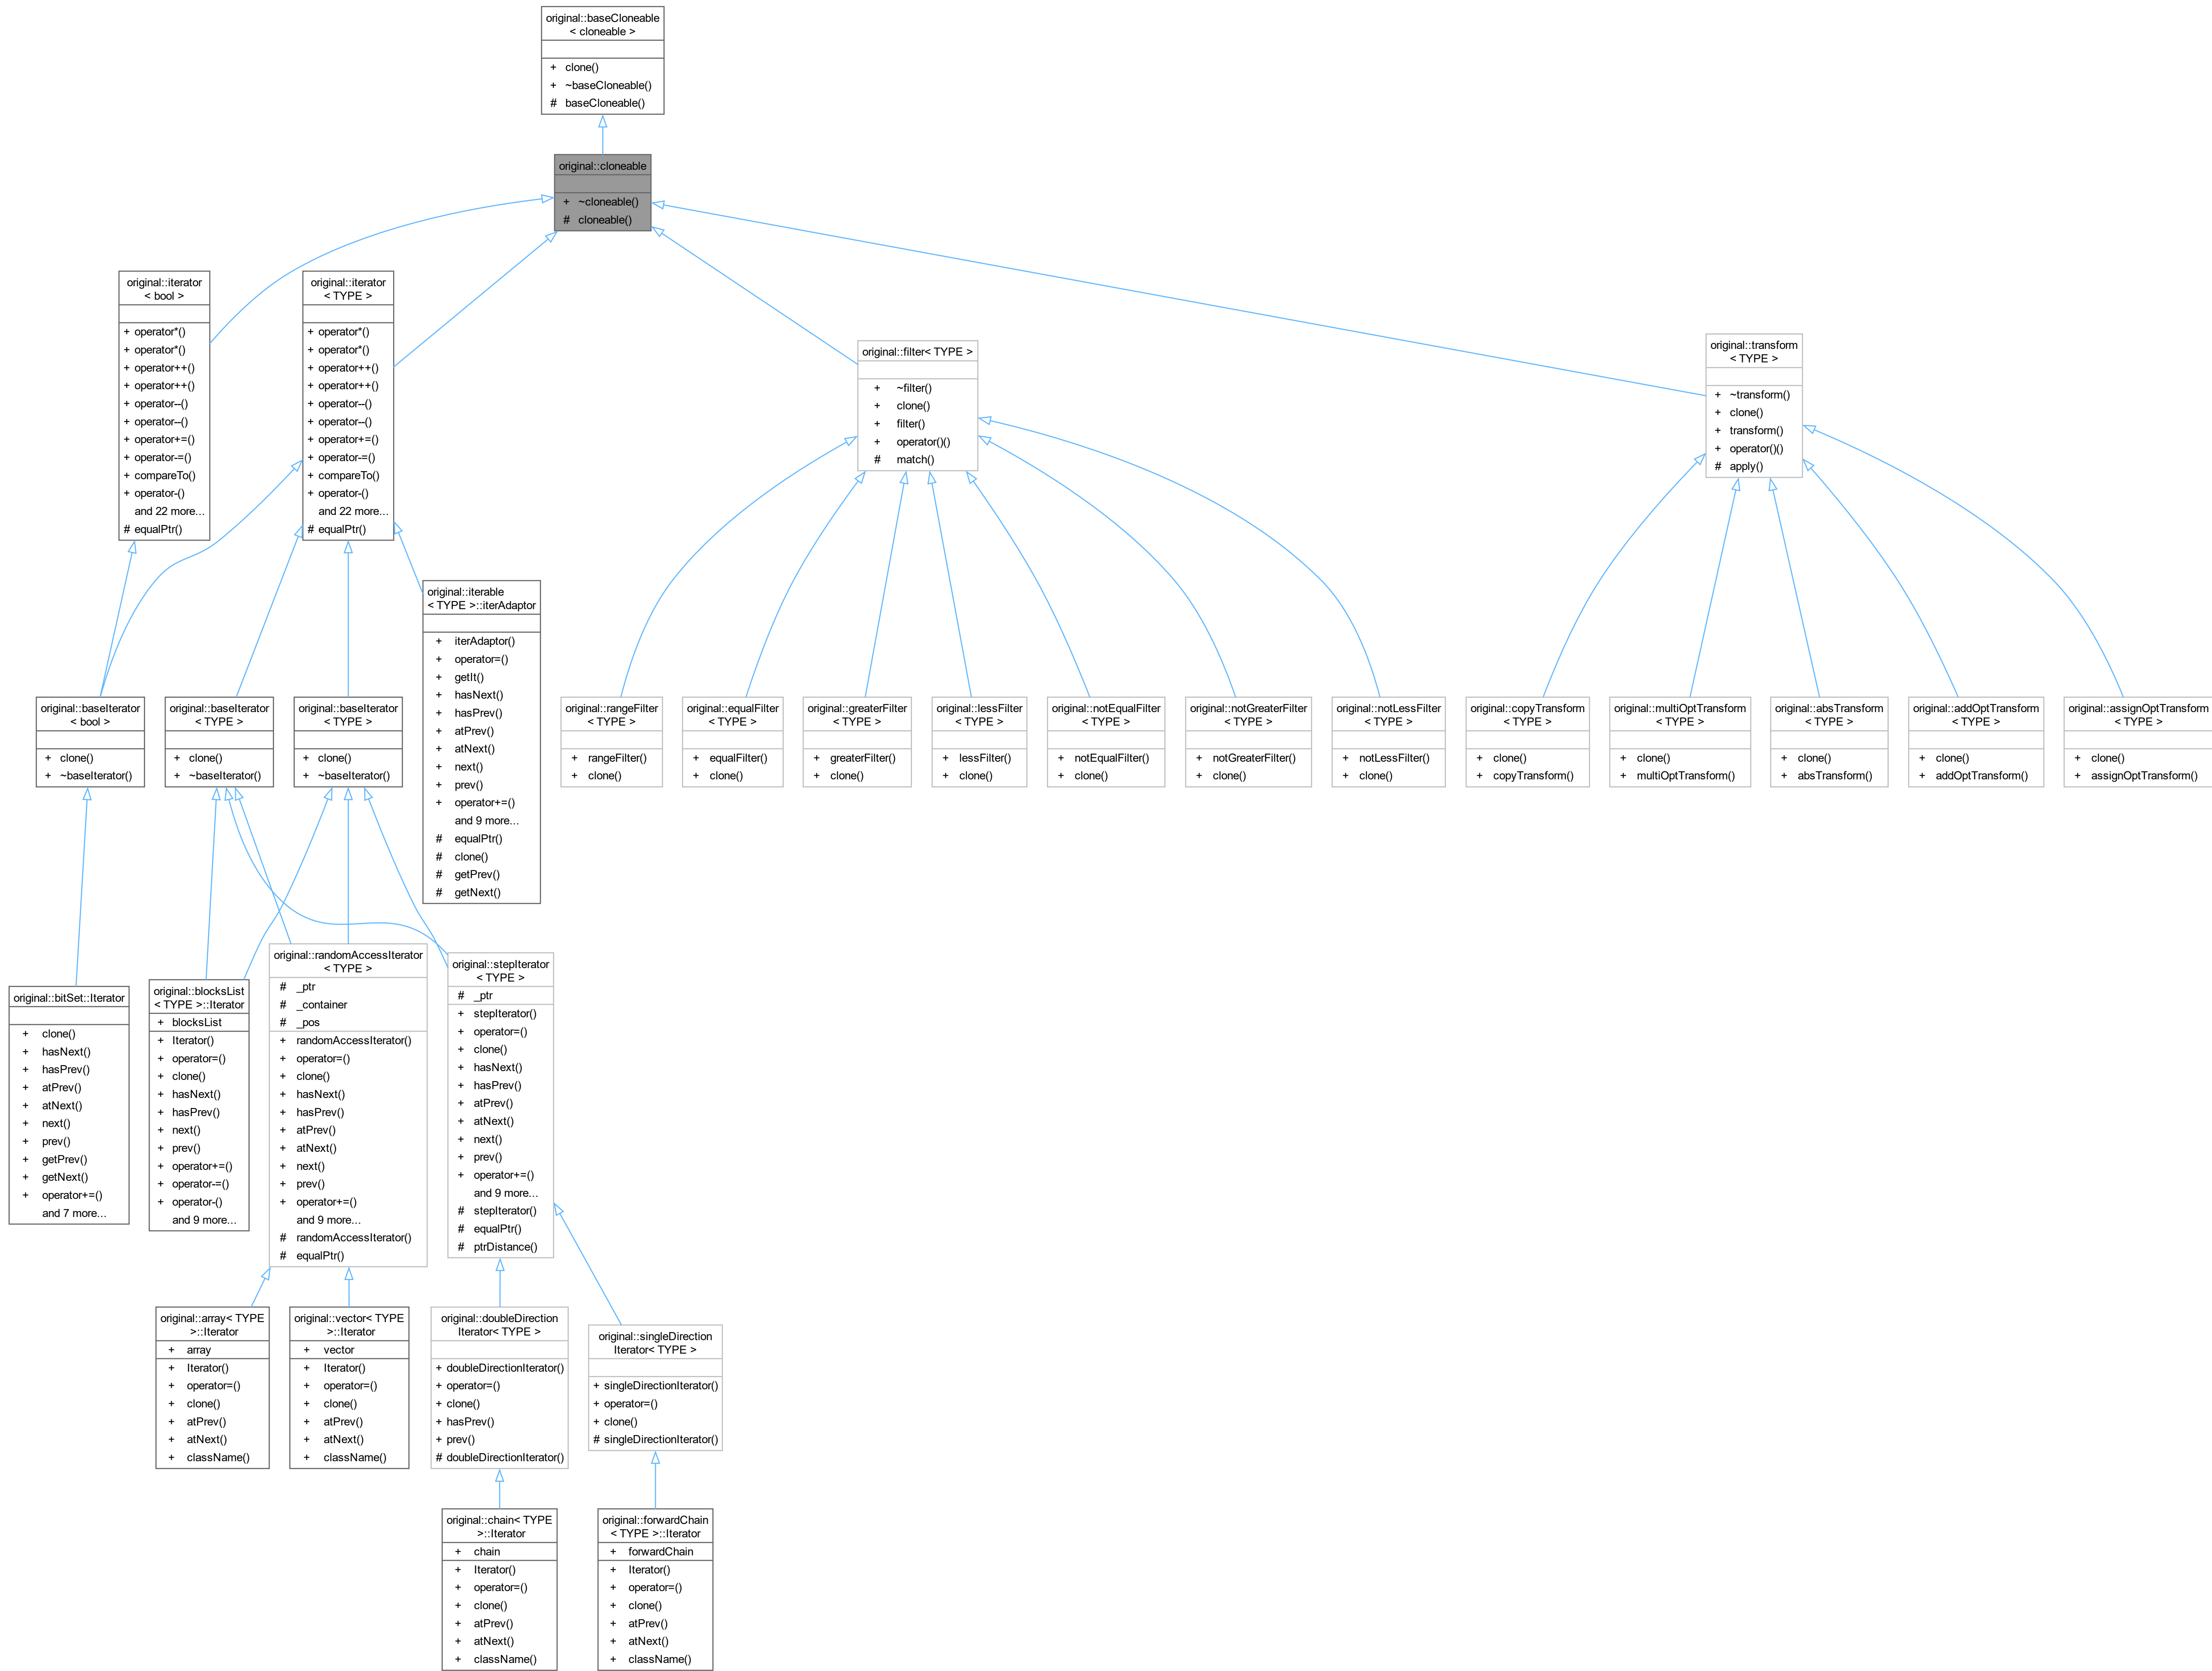 original::baseCloneable
< cloneable >
+ clone()
+ ~baseCloneable()
# baseCloneable()
original::cloneable
+ ~cloneable()
# cloneable()
original::iterator
< bool >
+ operator*()
+ operator*()
+ operator++()
+ operator++()
+ operator--()
+ operator--()
+ operator+=()
+ operator-=()
+ compareTo()
+ operator-()
and 22 more...
# equalPtr()
original::iterator
< TYPE >
+ operator*()
+ operator*()
+ operator++()
+ operator++()
+ operator--()
+ operator--()
+ operator+=()
+ operator-=()
+ compareTo()
+ operator-()
and 22 more...
# equalPtr()
original::filter< TYPE >
+ ~filter()
+ clone()
+ filter()
+ operator()()
# match()
original::transform
< TYPE >
+ ~transform()
+ clone()
+ transform()
+ operator()()
# apply()
original::iterable
< TYPE >::iterAdaptor
+ iterAdaptor()
+ operator=()
+ getIt()
+ hasNext()
+ hasPrev()
+ atPrev()
+ atNext()
+ next()
+ prev()
+ operator+=()
and 9 more...
# equalPtr()
# clone()
# getPrev()
# getNext()
original::baseIterator
< bool >
+ clone()
+ ~baseIterator()
original::baseIterator
< TYPE >
+ clone()
+ ~baseIterator()
original::baseIterator
< TYPE >
+ clone()
+ ~baseIterator()
original::rangeFilter
< TYPE >
+ rangeFilter()
+ clone()
original::equalFilter
< TYPE >
+ equalFilter()
+ clone()
original::greaterFilter
< TYPE >
+ greaterFilter()
+ clone()
original::lessFilter
< TYPE >
+ lessFilter()
+ clone()
original::notEqualFilter
< TYPE >
+ notEqualFilter()
+ clone()
original::notGreaterFilter
< TYPE >
+ notGreaterFilter()
+ clone()
original::notLessFilter
< TYPE >
+ notLessFilter()
+ clone()
original::copyTransform
< TYPE >
+ clone()
+ copyTransform()
original::multiOptTransform
< TYPE >
+ clone()
+ multiOptTransform()
original::absTransform
< TYPE >
+ clone()
+ absTransform()
original::addOptTransform
< TYPE >
+ clone()
+ addOptTransform()
original::assignOptTransform
< TYPE >
+ clone()
+ assignOptTransform()
original::bitSet::Iterator
+ clone()
+ hasNext()
+ hasPrev()
+ atPrev()
+ atNext()
+ next()
+ prev()
+ getPrev()
+ getNext()
+ operator+=()
and 7 more...
original::blocksList
< TYPE >::Iterator
+ blocksList
+ Iterator()
+ operator=()
+ clone()
+ hasNext()
+ hasPrev()
+ next()
+ prev()
+ operator+=()
+ operator-=()
+ operator-()
and 9 more...
original::randomAccessIterator
< TYPE >
# _ptr
# _container
# _pos
+ randomAccessIterator()
+ operator=()
+ clone()
+ hasNext()
+ hasPrev()
+ atPrev()
+ atNext()
+ next()
+ prev()
+ operator+=()
and 9 more...
# randomAccessIterator()
# equalPtr()
original::stepIterator
< TYPE >
# _ptr
+ stepIterator()
+ operator=()
+ clone()
+ hasNext()
+ hasPrev()
+ atPrev()
+ atNext()
+ next()
+ prev()
+ operator+=()
and 9 more...
# stepIterator()
# equalPtr()
# ptrDistance()
original::array< TYPE
>::Iterator
+ array
+ Iterator()
+ operator=()
+ clone()
+ atPrev()
+ atNext()
+ className()
original::vector< TYPE
>::Iterator
+ vector
+ Iterator()
+ operator=()
+ clone()
+ atPrev()
+ atNext()
+ className()
original::doubleDirection
Iterator< TYPE >
+ doubleDirectionIterator()
+ operator=()
+ clone()
+ hasPrev()
+ prev()
# doubleDirectionIterator()
original::singleDirection
Iterator< TYPE >
+ singleDirectionIterator()
+ operator=()
+ clone()
# singleDirectionIterator()
original::chain< TYPE
>::Iterator
+ chain
+ Iterator()
+ operator=()
+ clone()
+ atPrev()
+ atNext()
+ className()
original::forwardChain
< TYPE >::Iterator
+ forwardChain
+ Iterator()
+ operator=()
+ clone()
+ atPrev()
+ atNext()
+ className()